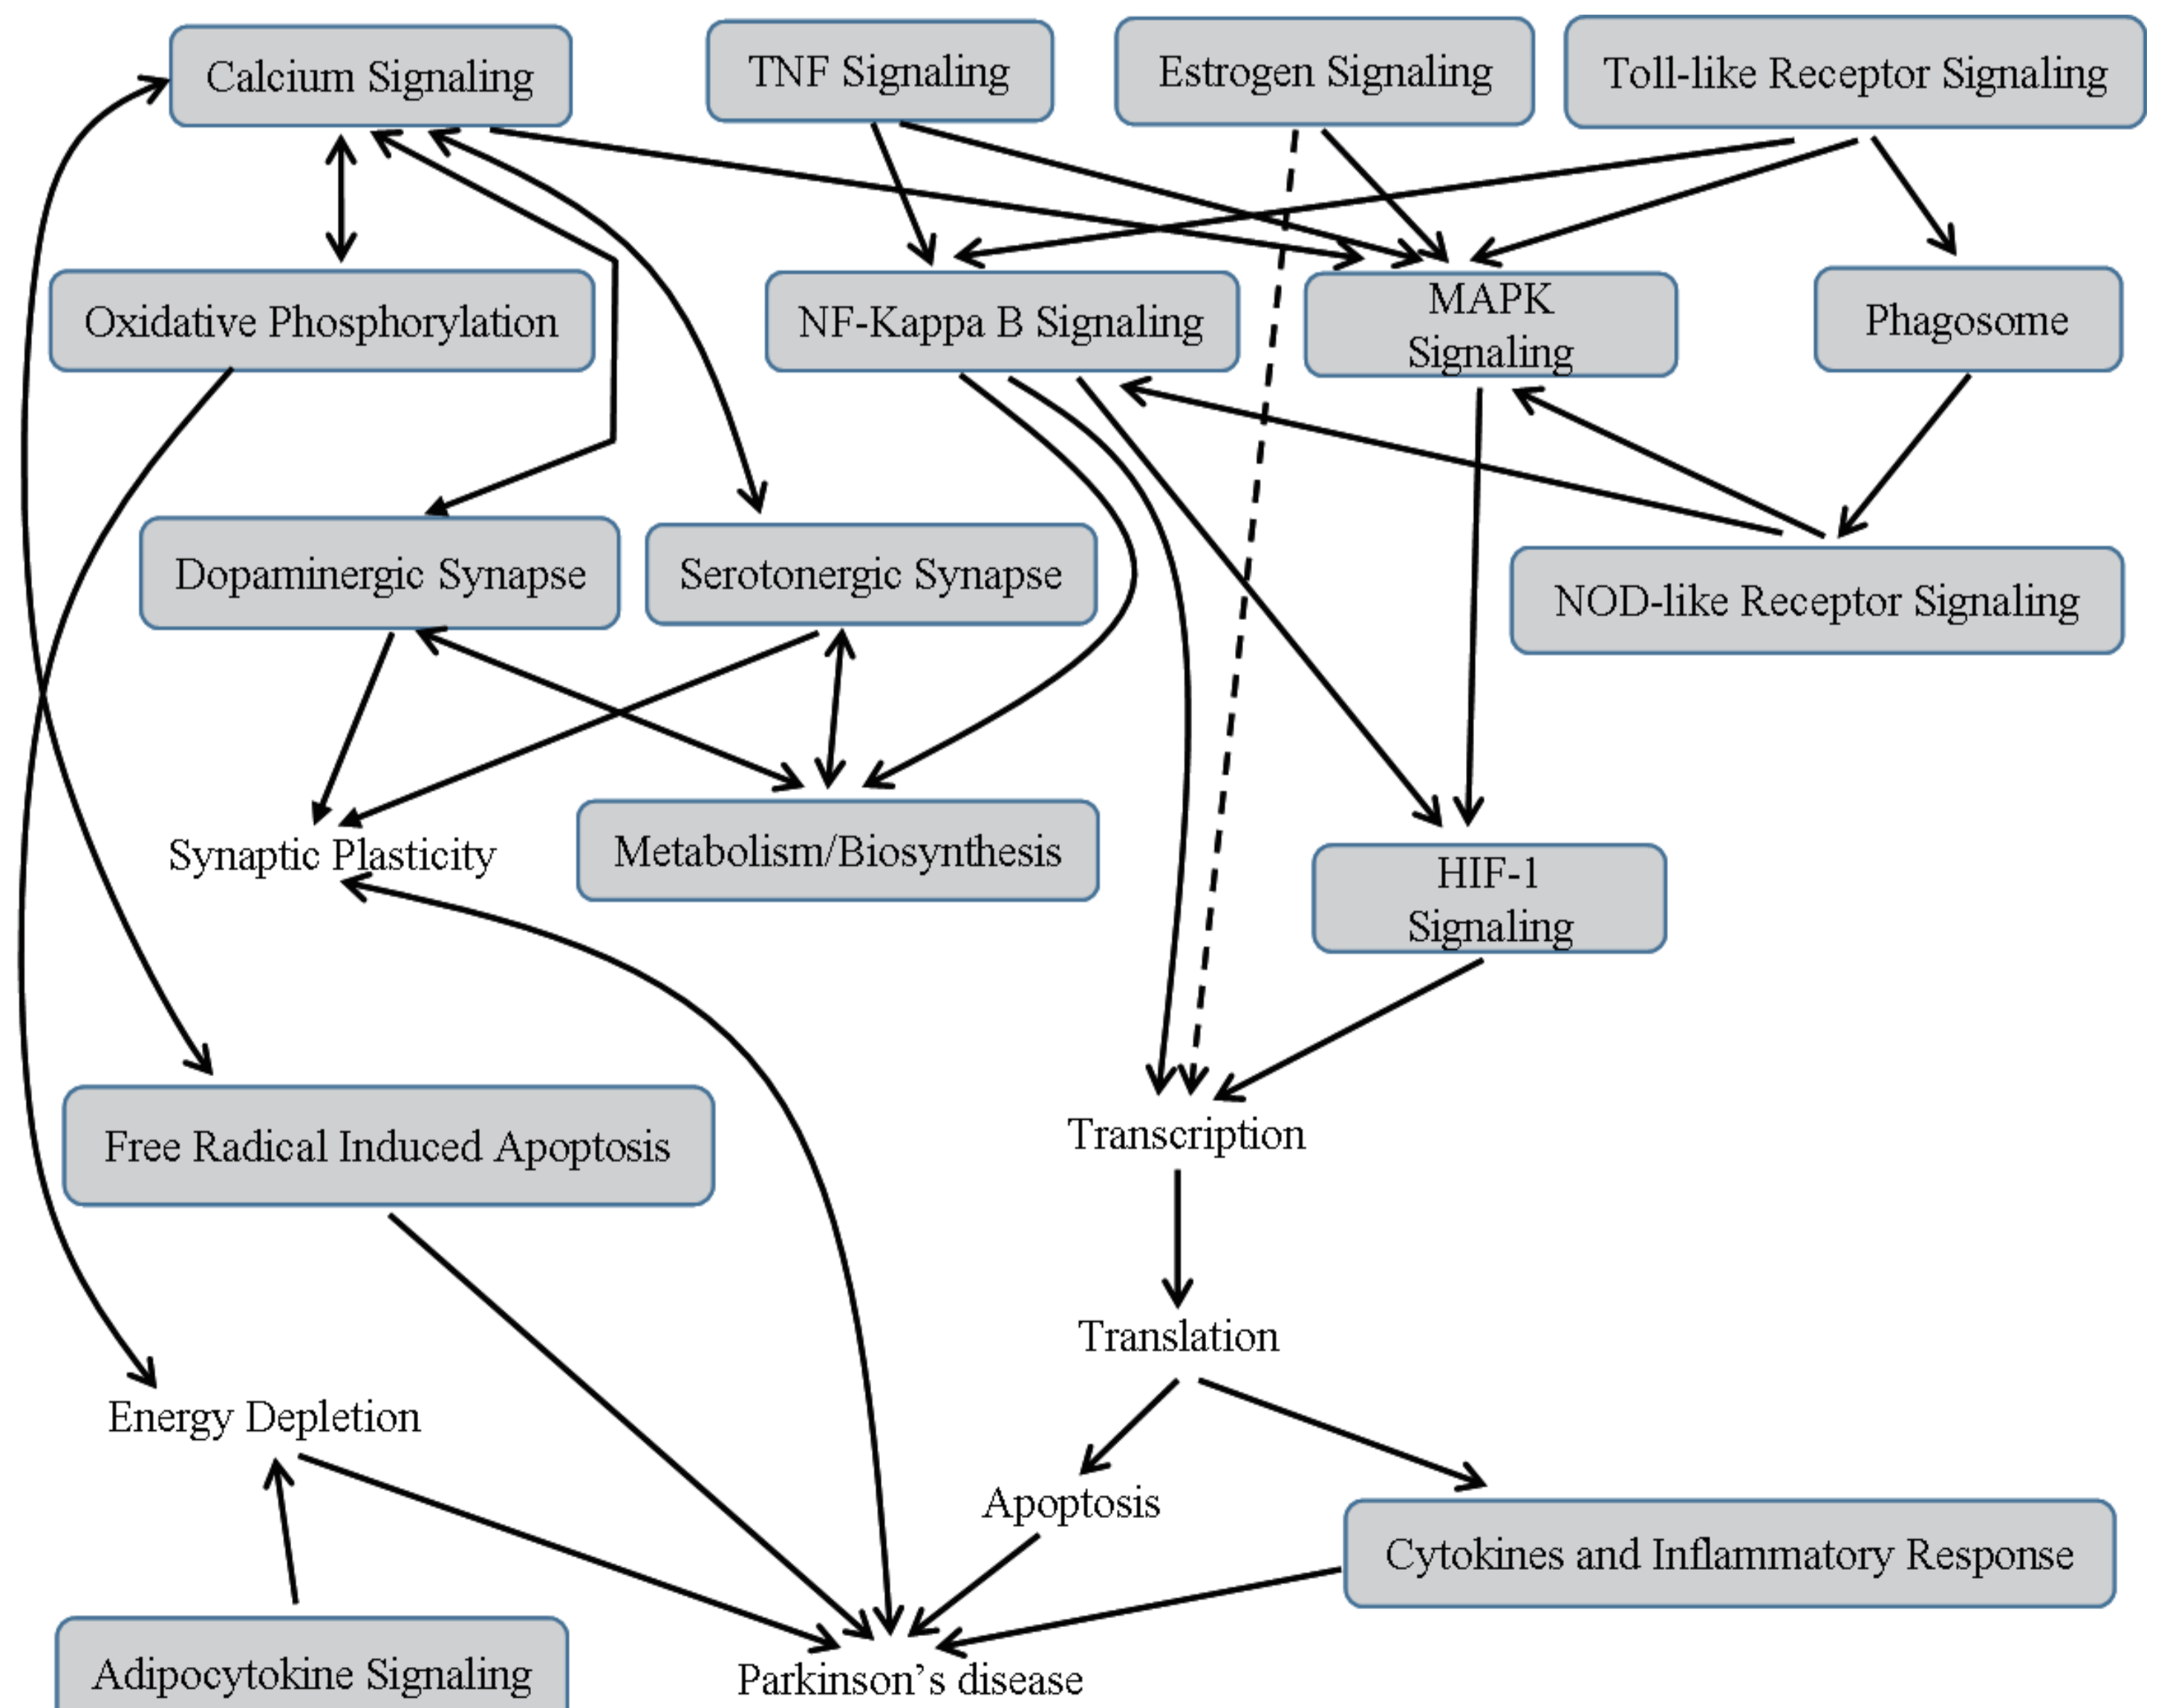 Calcium Signaling
TNF Signaling
Estrogen Signaling
Toll-like Receptor Signaling
Oxidative Phosphorylation
NF-Kappa B Signaling
MAPK
Signaling
Phagosome
Dopaminergic Synapse
Serotonergic Synapse
NOD-like Receptor Signaling
Synaptic Plasticity
Metabolism/Biosynthesis
HIF-1
Signaling
Free Radical Induced Apoptosis
Transcription
Translation
Energy Depletion
Apoptosis
Cytokines and Inflammatory Response
Adipocytokine Signaling
Parkinson's disease